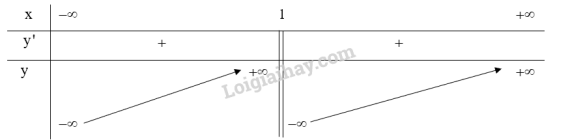 x −∞ 1 +∞
y' + +
y +∞ +∞
Loigiaihay.com
−∞ −∞